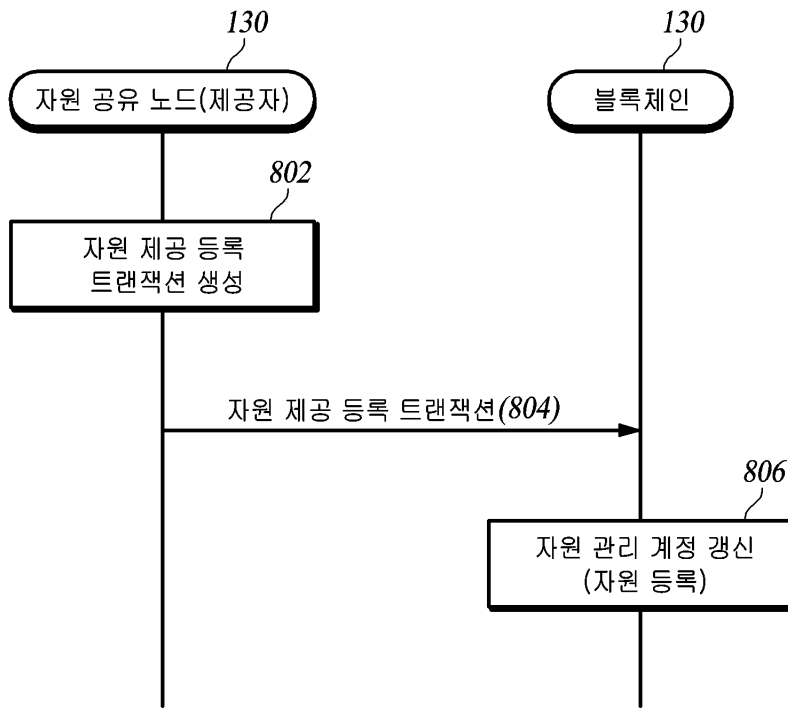 130
130
자원 공유 노드(제공자)
블록체인
802
자원 제공 등록
트랜잭션 생성
자원 제공 등록 트랜잭션(804)
806
자원 관리 계정 갱신
(자원 등록)